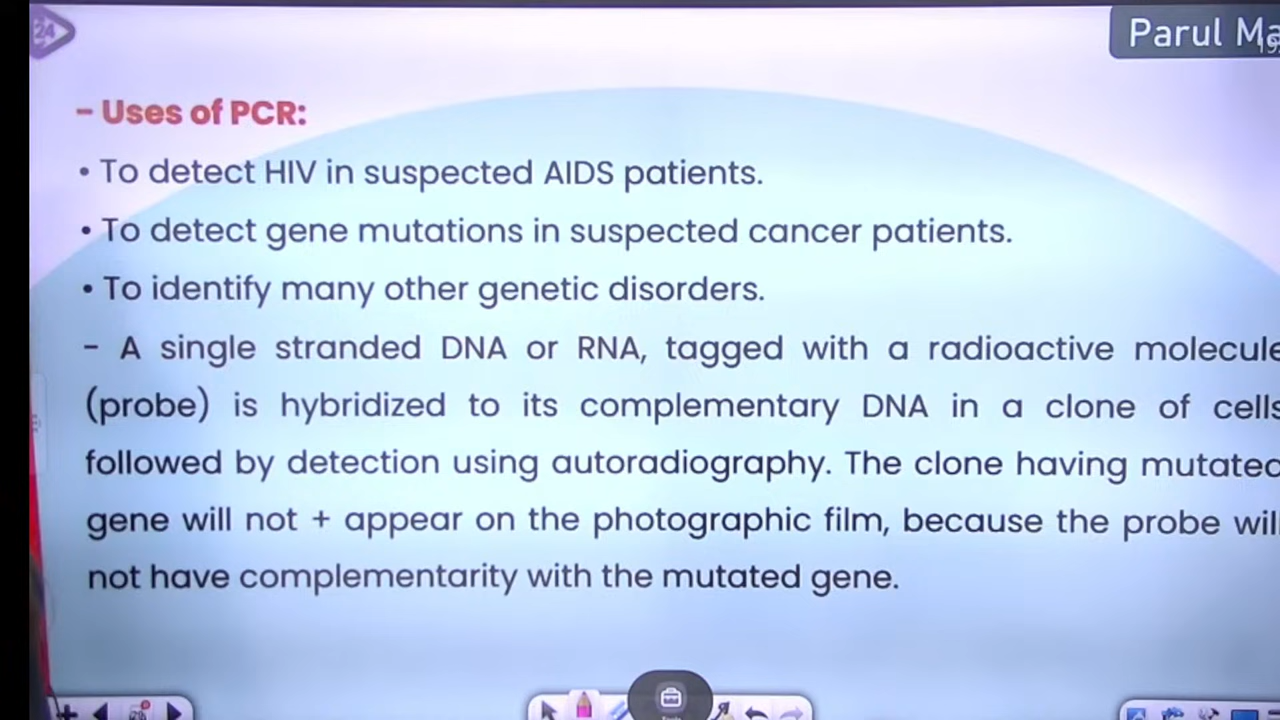 24
Parul Ma
– Uses of PCR:
• To detect HIV in suspected AIDS patients.
• To detect gene mutations in suspected cancer patients.
• To identify many other genetic disorders.
– A single stranded DNA or RNA, tagged with a radioactive molecule
(probe) is hybridized to its complementary DNA in a clone of cells
followed by detection using autoradiography. The clone having mutated
gene will not + appear on the photographic film, because the probe will
not have complementarity with the mutated gene.